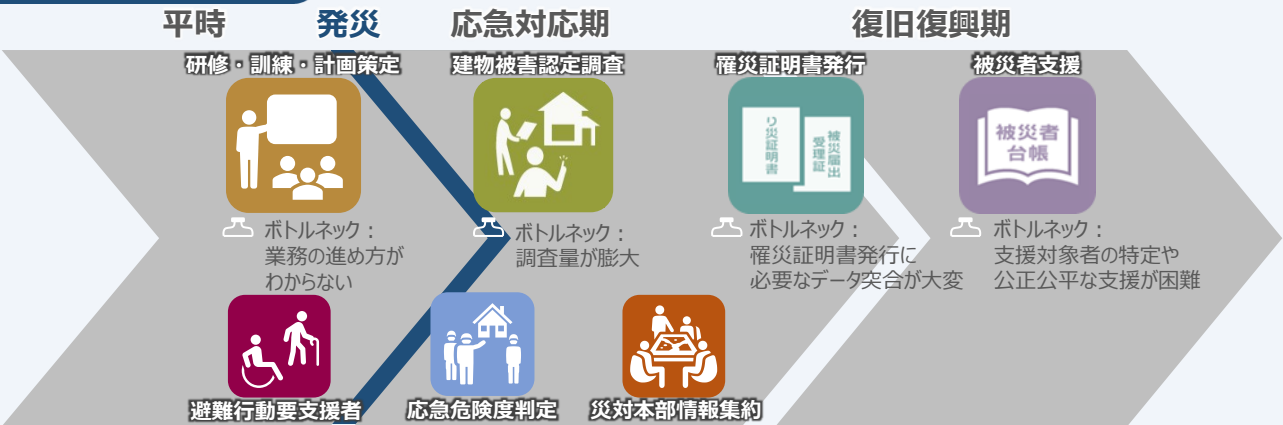 平時
発災
応急対応期
復旧復興期
研修・訓練・計画策定
建物被害認定調査
罹災証明書発行
被災者支援
り災証明書
被災届出
受理証
被災者
台帳
ボトルネック：
業務の進め方が
わからない
ボトルネック：
調査量が膨大
ボトルネック：
罹災証明書発行に
必要なデータ突合が大変
ボトルネック：
支援対象者の特定や
公正公平な支援が困難
避難行動要支援者
応急危険度判定
災対本部情報集約